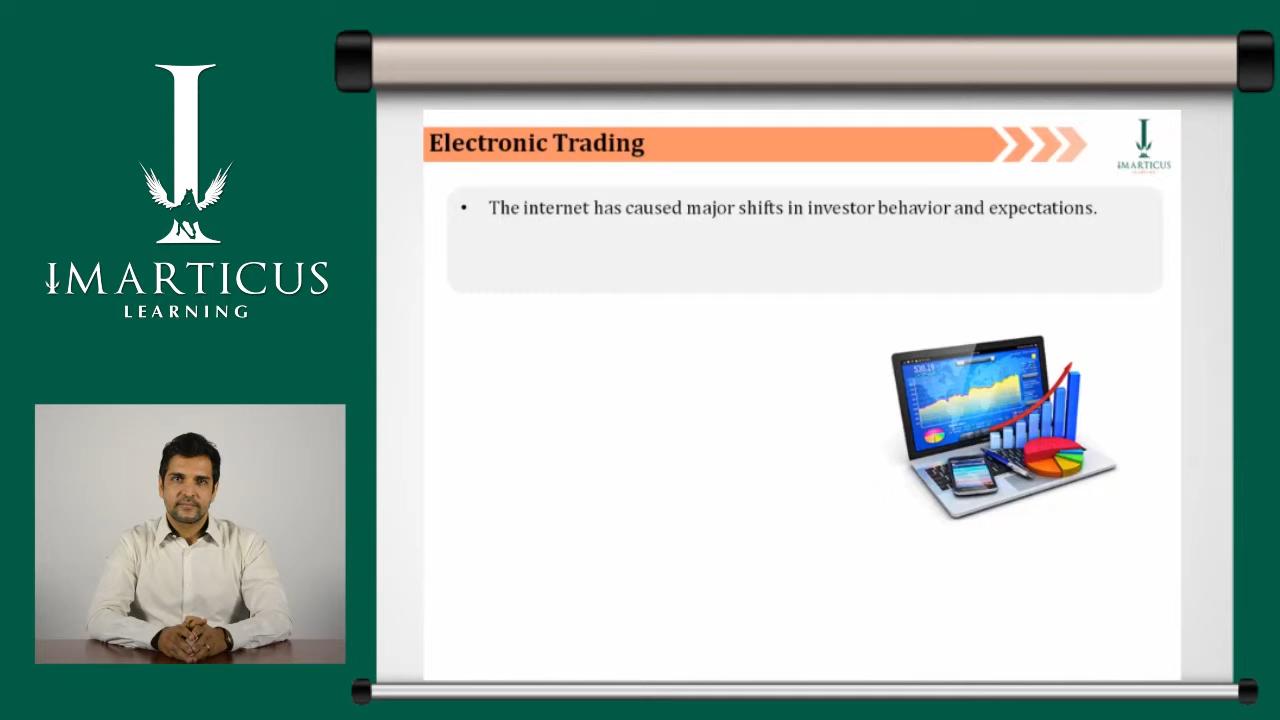 IMARTICUS
LEARNING
Electronic Trading
IMARTICUS
• The internet has caused major shifts in investor behavior and expectations.